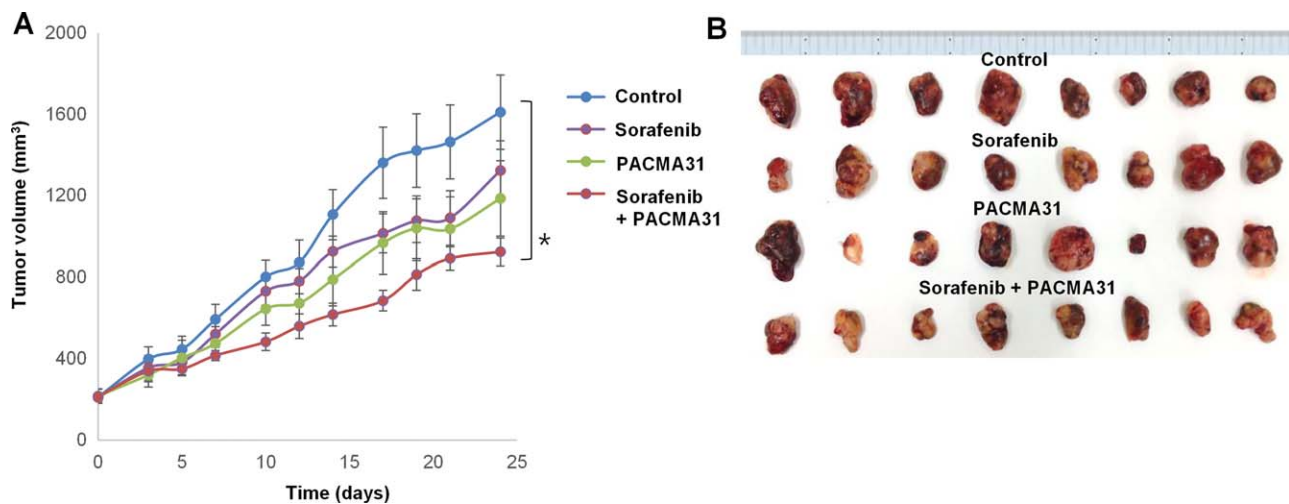 A
Tumor volume (mm³)
2000
1600
1200
800
400
0
0 5 10 15 20 25
Time (days)
Control
Sorafenib
PACMA31
Sorafenib
+ PACMA31
*
B
Control
Sorafenib
PACMA31
Sorafenib + PACMA31